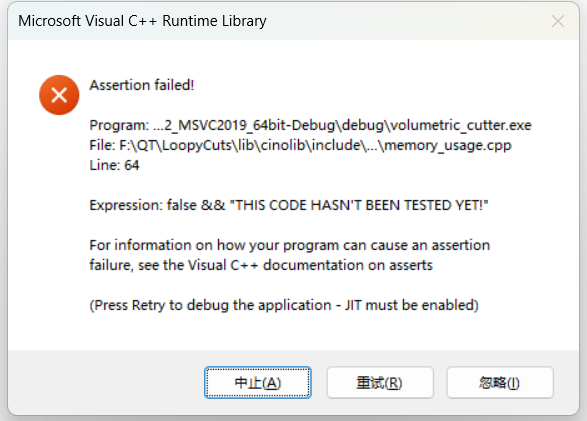 Microsoft Visual C++ Runtime Library
Assertion failed!
Program: ...2_MSVC2019_64bit-Debug\debug\volumetric_cutter.exe
File: F:\QT\LoopyCuts\lib\cinolib\include\...\memory_usage.cpp
Line: 64
Expression: false && "THIS CODE HASN'T BEEN TESTED YET!"
For information on how your program can cause an assertion
failure, see the Visual C++ documentation on asserts
(Press Retry to debug the application - JIT must be enabled)
中止(A) 重试(R) 忽略(I)